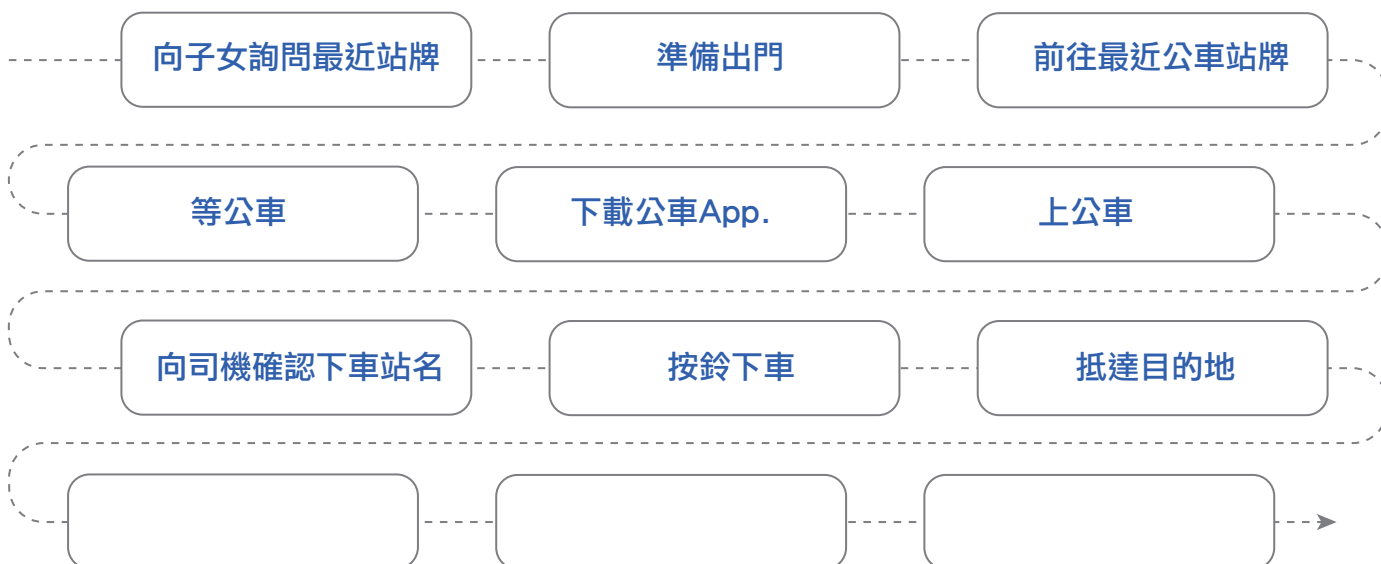 向子女詢問最近站牌
準備出門
前往最近公車站牌
等公車
下載公車App.
上公車
向司機確認下車站名
按鈴下車
抵達目的地